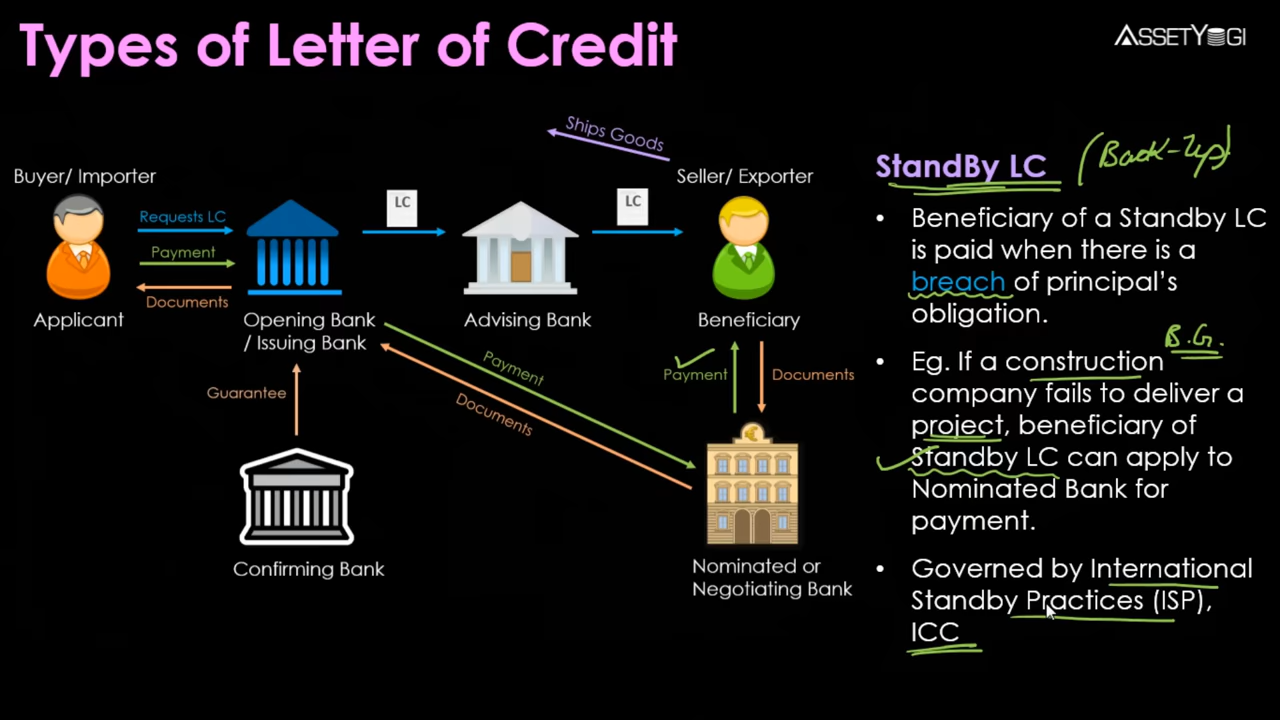 Types of Letter of Credit
ASSETYOGI
Ships Goods
Buyer/ Importer
Seller/ Exporter
Requests LC
LC
LC
Payment
Documents
Applicant
Opening Bank
/ Issuing Bank
Advising Bank
Beneficiary
Guarantee
Payment
Documents
Payment
Documents
Confirming Bank
Nominated or
Negotiating Bank
StandBy LC (Back-Up)
• Beneficiary of a Standby LC
is paid when there is a
breach of principal's
obligation.
B.G.
• Eg. If a construction
company fails to deliver a
project, beneficiary of
Standby LC can apply to
Nominated Bank for
payment.
• Governed by International
Standby Practices (ISP),
ICC